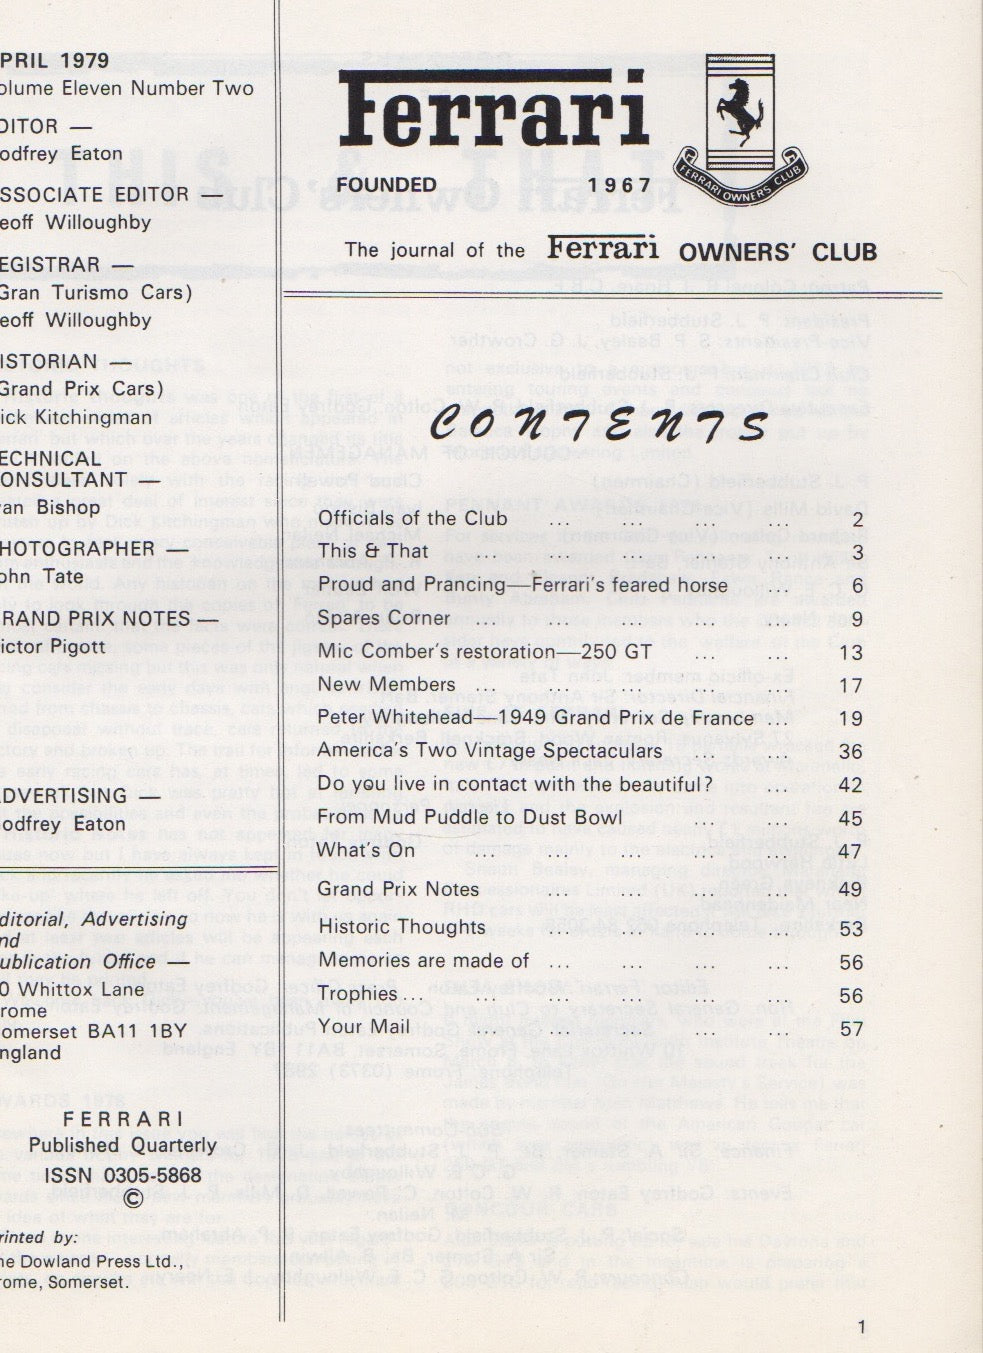 PRIL 1979
olume Eleven Number Two
DITOR —
odfrey Eaton
SSOCIATE EDITOR —
eoff Willoughby
EGISTRAR —
Gran Turismo Cars)
eoff Willoughby
ISTORIAN —
Grand Prix Cars)
ick Kitchingman
ECHNICAL
ONSULTANT —
van Bishop
HOTOGRAPHER —
ohn Tate
RAND PRIX NOTES —
ictor Pigott
DVERTISING —
odfrey Eaton
ditorial, Advertising
nd
ublication Office —
0 Whittox Lane
rome
omerset BA11 1BY
ngland
FERRARI
Published Quarterly
ISSN 0305-5868
©
rinted by:
he Dowland Press Ltd.,
rome, Somerset.
Ferrari
FERRARI OWNERS CLUB
FOUNDED 1967
The journal of the Ferrari OWNERS' CLUB
CONTENTS
Officials of the Club ... ... ... ... 2
This & That ... ... ... ... 3
Proud and Prancing—Ferrari's feared horse ... 6
Spares Corner ... ... ... ... ... 9
Mic Comber's restoration—250 GT ... ... 13
New Members ... ... ... ... ... 17
Peter Whitehead—1949 Grand Prix de France ... 19
America's Two Vintage Spectaculars ... ... 36
Do you live in contact with the beautiful? ... 42
From Mud Puddle to Dust Bowl ... ... 45
What's On ... ... ... ... ... 47
Grand Prix Notes ... ... ... ... 49
Historic Thoughts ... ... ... ... 53
Memories are made of ... ... ... ... 56
Trophies ... ... ... ... ... ... 56
Your Mail ... ... ... ... ... 57
1